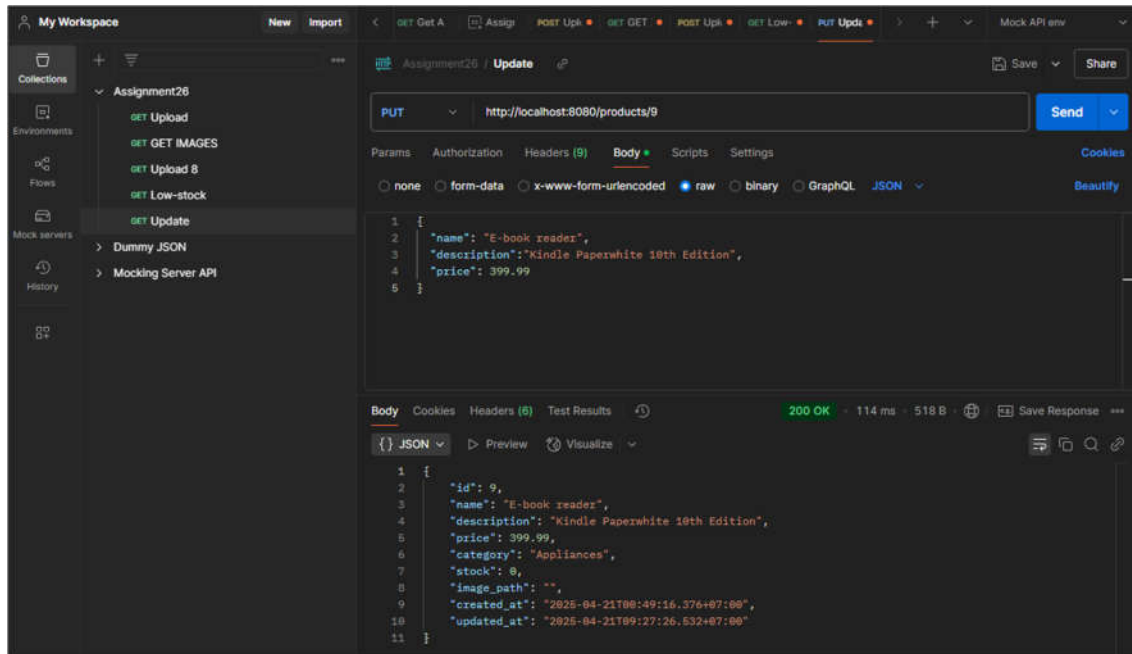 My Workspace
New
Import
GET Get A
Assign
POST Upl
GET GET
POST Upl
GET Low-
PUT Upda
Mock API env
Collections
Environments
Flows
Mock servers
History
Assignment26
GET Upload
GET GET IMAGES
GET Upload 8
GET Low-stock
GET Update
Dummy JSON
Mocking Server API
Assignment26 / Update
Save
Share
PUT
http://localhost:8080/products/9
Send
Params Authorization Headers (9) Body Scripts Settings
Cookies
none form-data x-www-form-urlencoded raw binary GraphQL JSON
Beautify
1 {
2 "name": "E-book reader",
3 "description":"Kindle Paperwhite 10th Edition",
4 "price": 399.99
5 }
Body Cookies Headers (6) Test Results
200 OK 114 ms 518 B
Save Response
{} JSON Preview Visualize
1 {
2 "id": 9,
3 "name": "E-book reader",
4 "description": "Kindle Paperwhite 10th Edition",
5 "price": 399.99,
6 "category": "Appliances",
7 "stock": 0,
8 "image_path": "",
9 "created_at": "2025-04-21T00:49:16.376+07:00",
10 "updated_at": "2025-04-21T09:27:26.532+07:00"
11 }